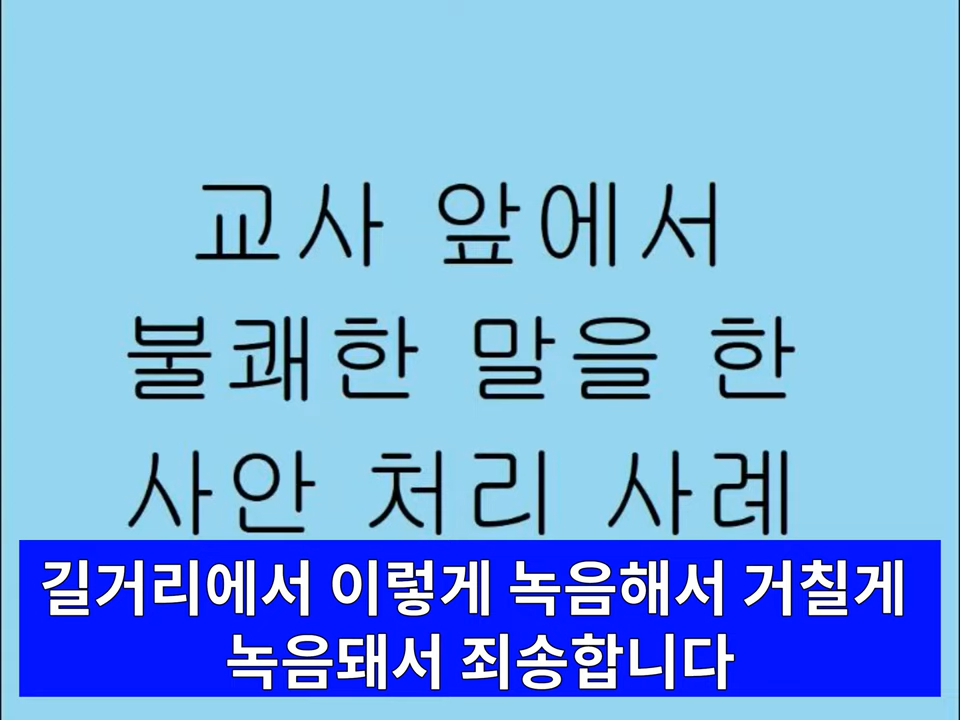 교사 앞에서
불쾌한 말을 한
사안 처리 사례
길거리에서 이렇게 녹음해서 거칠게
녹음돼서 죄송합니다